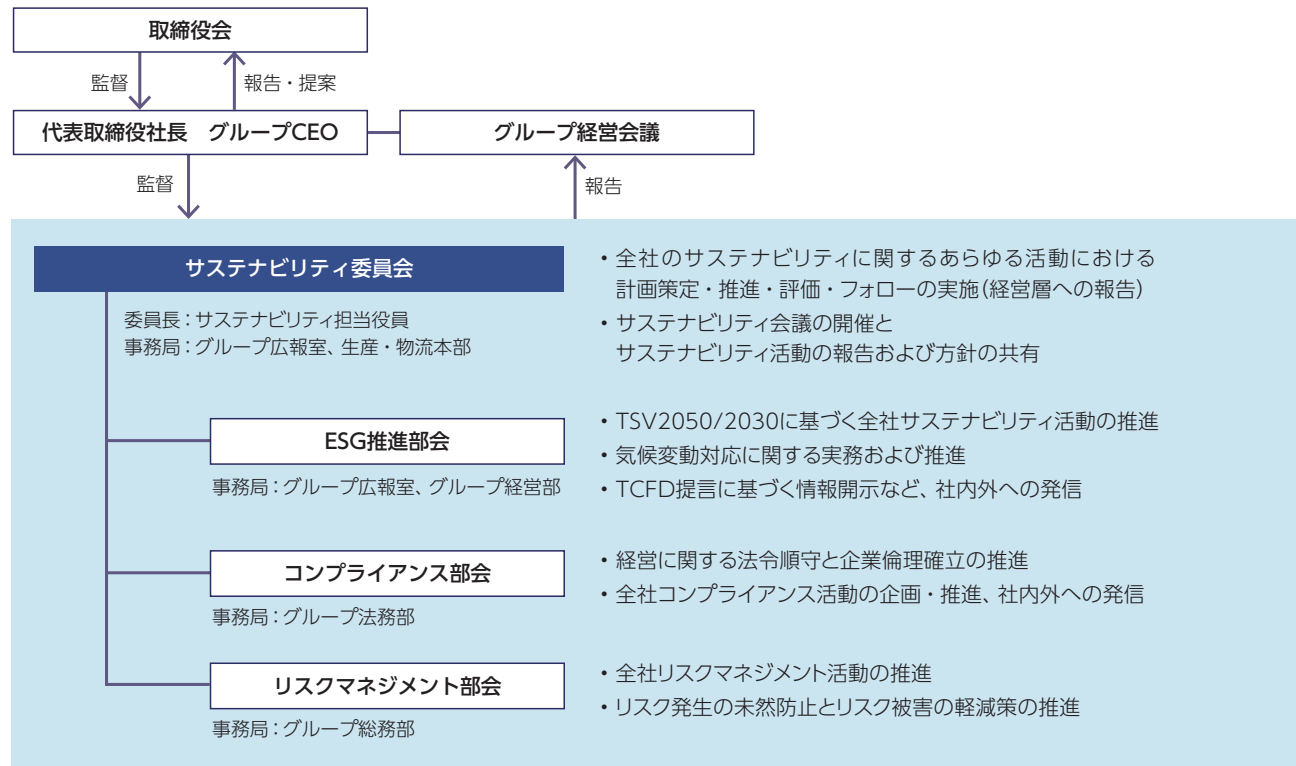 取締役会
監督
報告・提案
代表取締役社長　グループCEO
グループ経営会議
監督
報告
サステナビリティ委員会
委員長：サステナビリティ担当役員
事務局：グループ広報室、生産・物流本部
・全社のサステナビリティに関するあらゆる活動における
計画策定・推進・評価・フォローの実施（経営層への報告）
・サステナビリティ会議の開催と
サステナビリティ活動の報告および方針の共有
ESG推進部会
事務局：グループ広報室、グループ経営部
・TSV2050/2030に基づく全社サステナビリティ活動の推進
・気候変動対応に関する実務および推進
・TCFD提言に基づく情報開示など、社内外への発信
コンプライアンス部会
事務局：グループ法務部
・経営に関する法令順守と企業倫理確立の推進
・全社コンプライアンス活動の企画・推進、社内外への発信
リスクマネジメント部会
事務局：グループ総務部
・全社リスクマネジメント活動の推進
・リスク発生の未然防止とリスク被害の軽減策の推進